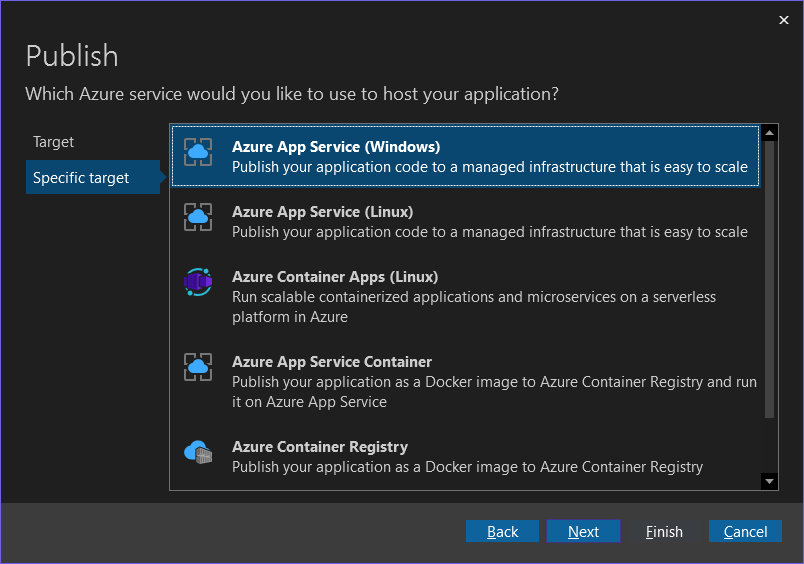 Publish
Which Azure service would you like to use to host your application?
Target
Specific target
Azure App Service (Windows)
Publish your application code to a managed infrastructure that is easy to scale
Azure App Service (Linux)
Publish your application code to a managed infrastructure that is easy to scale
Azure Container Apps (Linux)
Run scalable containerized applications and microservices on a serverless
platform in Azure
Azure App Service Container
Publish your application as a Docker image to Azure Container Registry and run
it on Azure App Service
Azure Container Registry
Publish your application as a Docker image to Azure Container Registry
Back
Next
Finish
Cancel